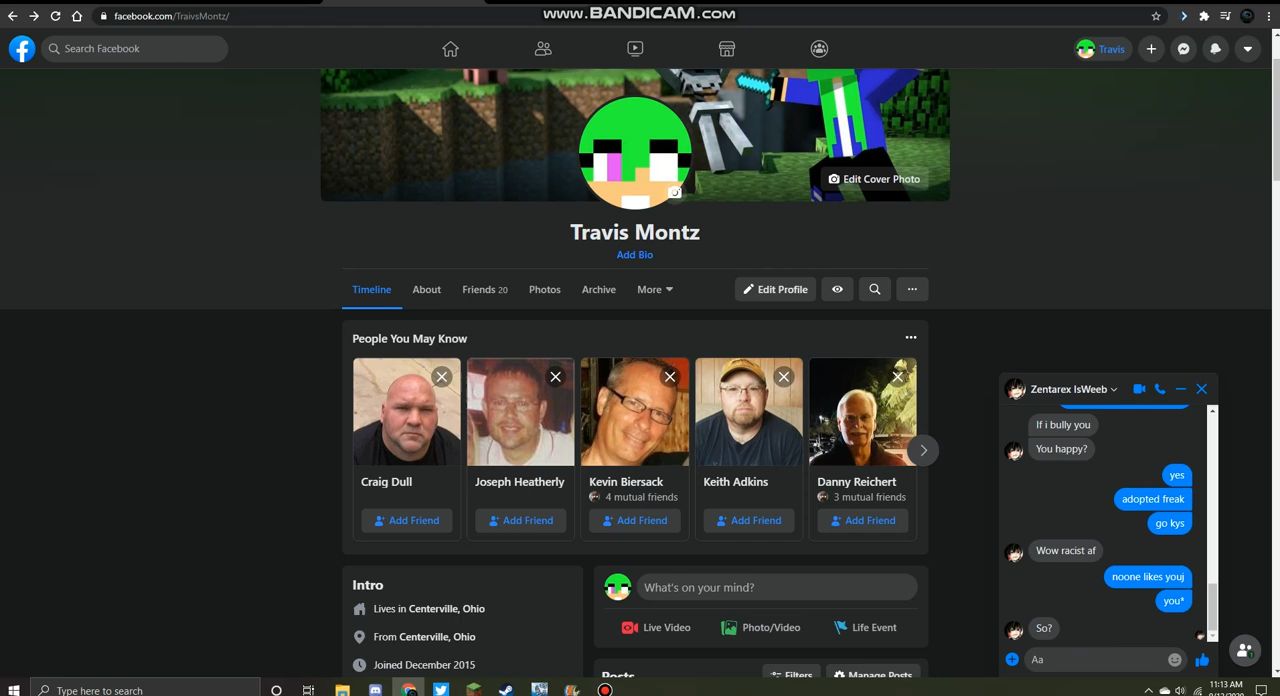 www.BANDICAM.com
facebook.com/TraivsMontz/
Search Facebook
Travis
Edit Cover Photo
Travis Montz
Add Bio
Timeline About Friends 20 Photos Archive More Edit Profile
People You May Know
Craig Dull Joseph Heatherly Kevin Biersack Keith Adkins Danny Reichert
4 mutual friends 3 mutual friends
Add Friend Add Friend Add Friend Add Friend Add Friend
Intro
Lives in Centerville, Ohio
From Centerville, Ohio
Joined December 2015
What's on your mind?
Live Video Photo/Video Life Event
Posts Filters Manage Posts
Zentarex IsWeeb
If i bully you
You happy?
yes
adopted freak
go kys
Wow racist af
noone likes youj
you*
So?
Aa
Type here to search
11:13 AM